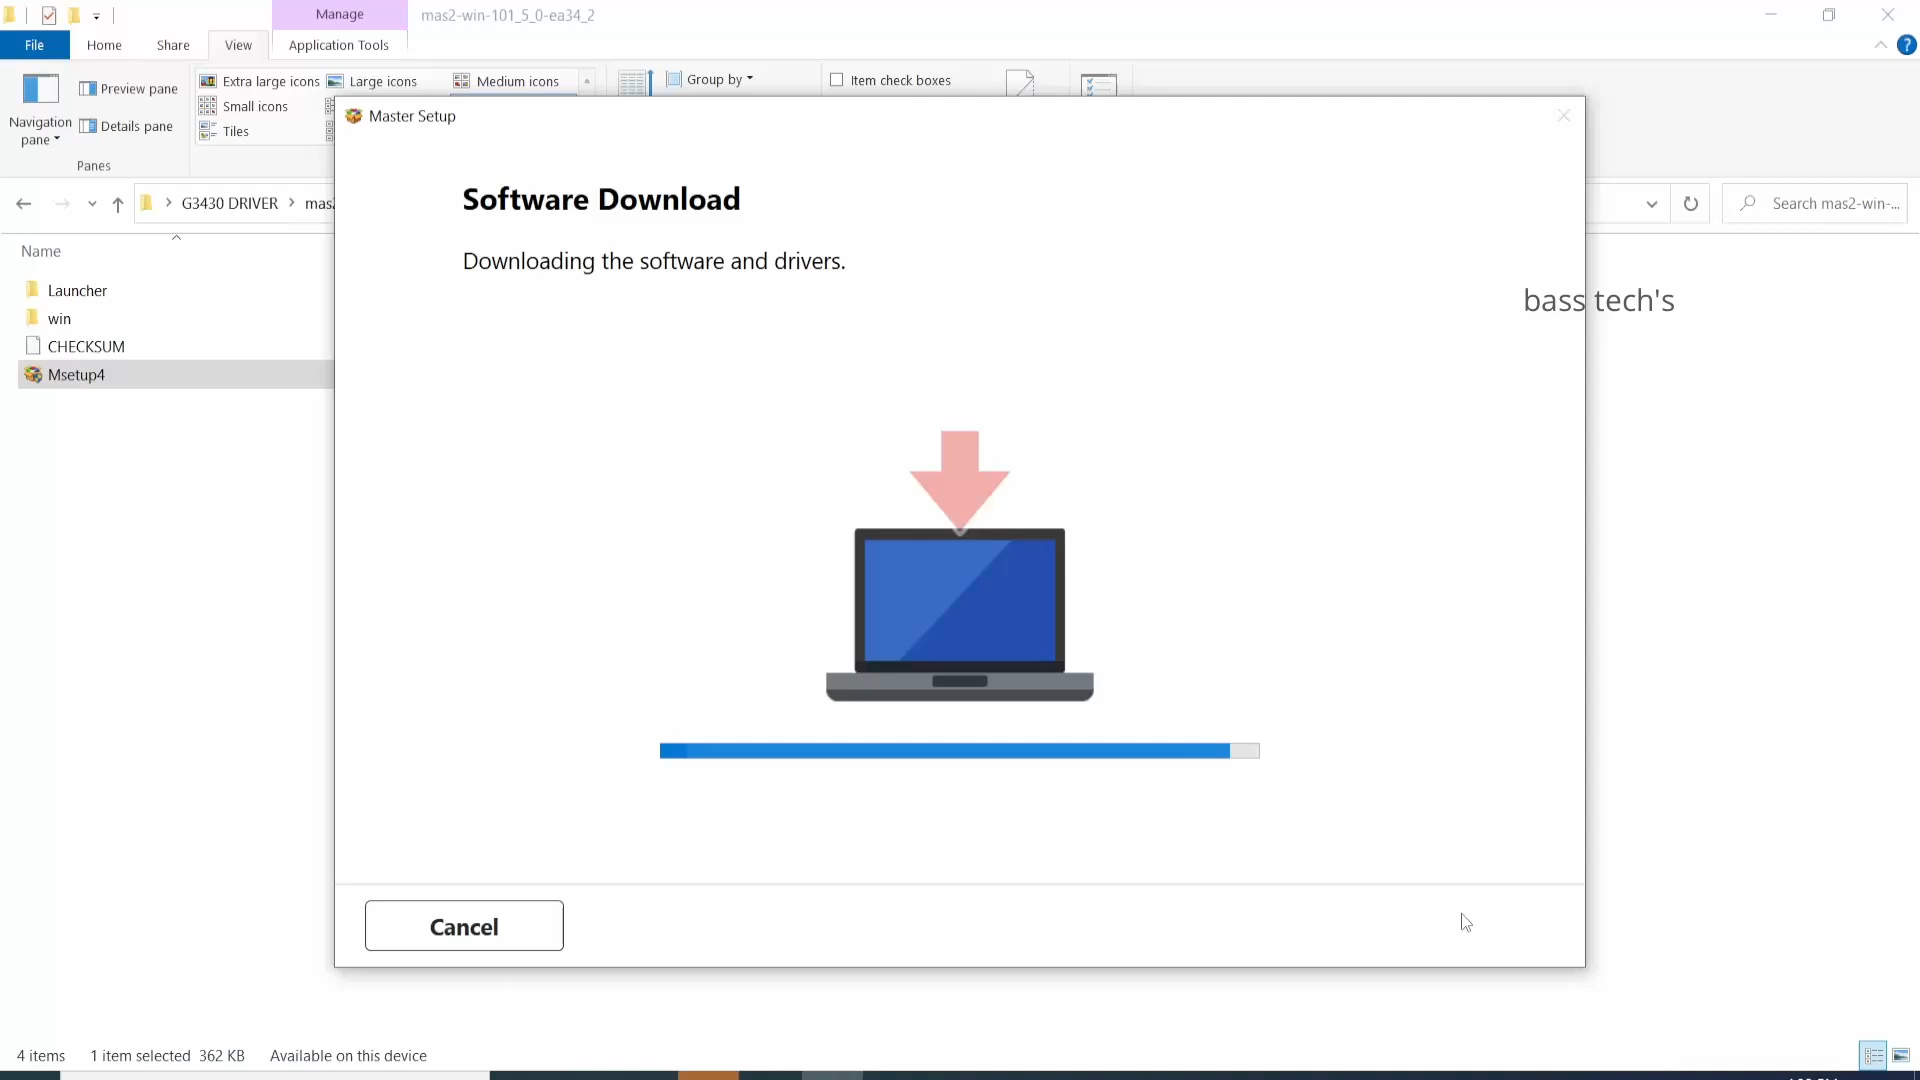 Manage
mas2-win-101_5_0-ea34_2
File
Home
Share
View
Application Tools
?
Navigation
pane
Preview pane
Details pane
Panes
Extra large icons
Large icons
Medium icons
Small icons
Tiles
Group by
Item check boxes
G3430 DRIVER
mas2
Search mas2-win-...
Name
Launcher
win
CHECKSUM
Msetup4
Master Setup
Software Download
Downloading the software and drivers.
bass tech's
Cancel
4 items
1 item selected 362 KB
Available on this device